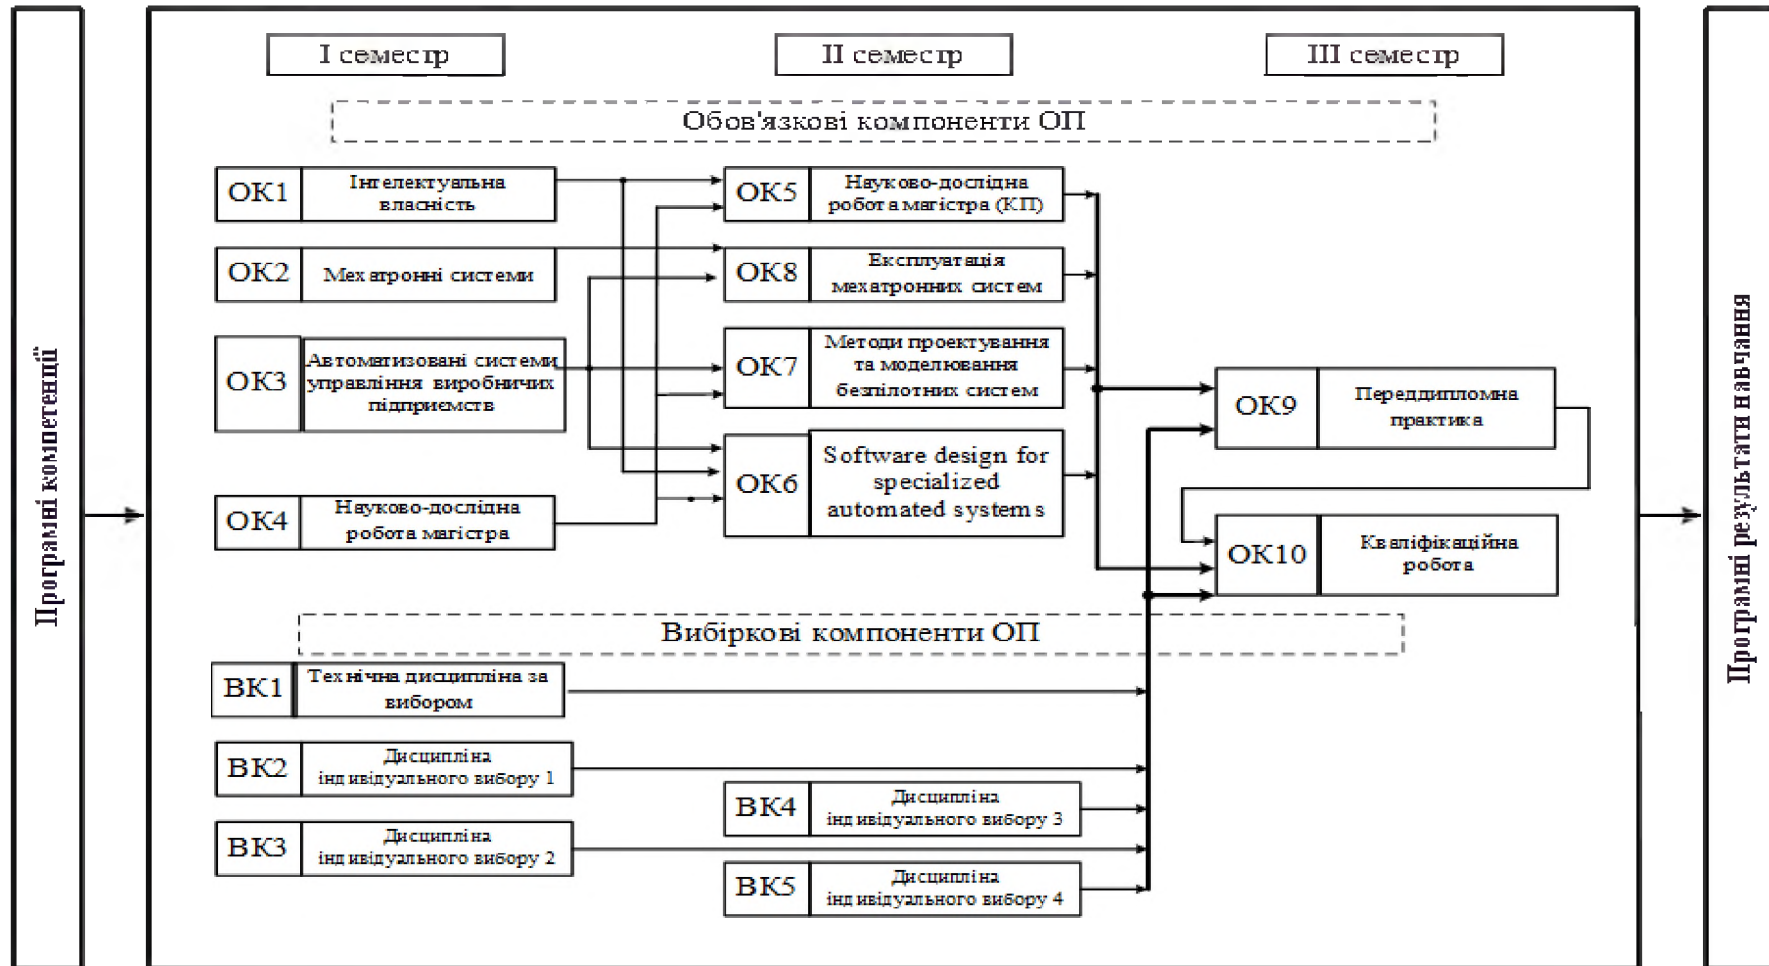 Програмні компетенції
І семестр
ІІ семестр
ІІІ семестр
Обов'язкові компоненти ОП
ОК1
Інтелектуальна
власність
ОК5
Науково-дослідна
робота магістра (КП)
ОК2
Мехатронні системи
ОК8
Експлуатація
мехатронних систем
ОК3
Автоматизовані системи
управління виробничих
підприємств
ОК7
Методи проектування
та моделювання
безпілотних систем
ОК9
Переддипломна
практика
ОК4
Науково-дослідна
робота магістра
ОК6
Software design for
specialized
automated systems
ОК10
Кваліфікаційна
робота
Вибіркові компоненти ОП
ВК1
Технічна дисципліна за
вибором
ВК2
Дисципліна
індивідуального вибору 1
ВК4
Дисципліна
індивідуального вибору 3
ВК3
Дисципліна
індивідуального вибору 2
ВК5
Дисципліна
індивідуального вибору 4
Програмні результати навчання